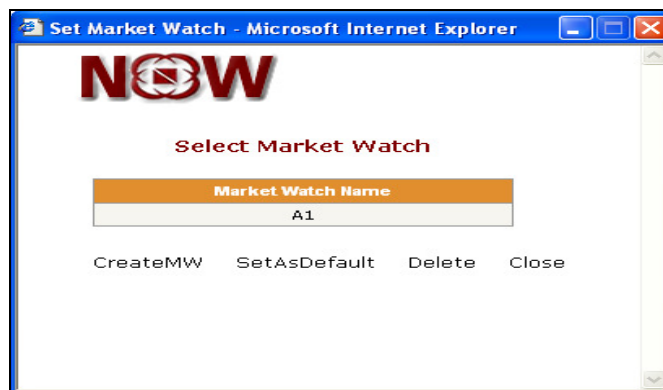 Set Market Watch - Microsoft Internet Explorer
NOW
Select Market Watch
Market Watch Name
A1
CreateMW SetAsDefault Delete Close